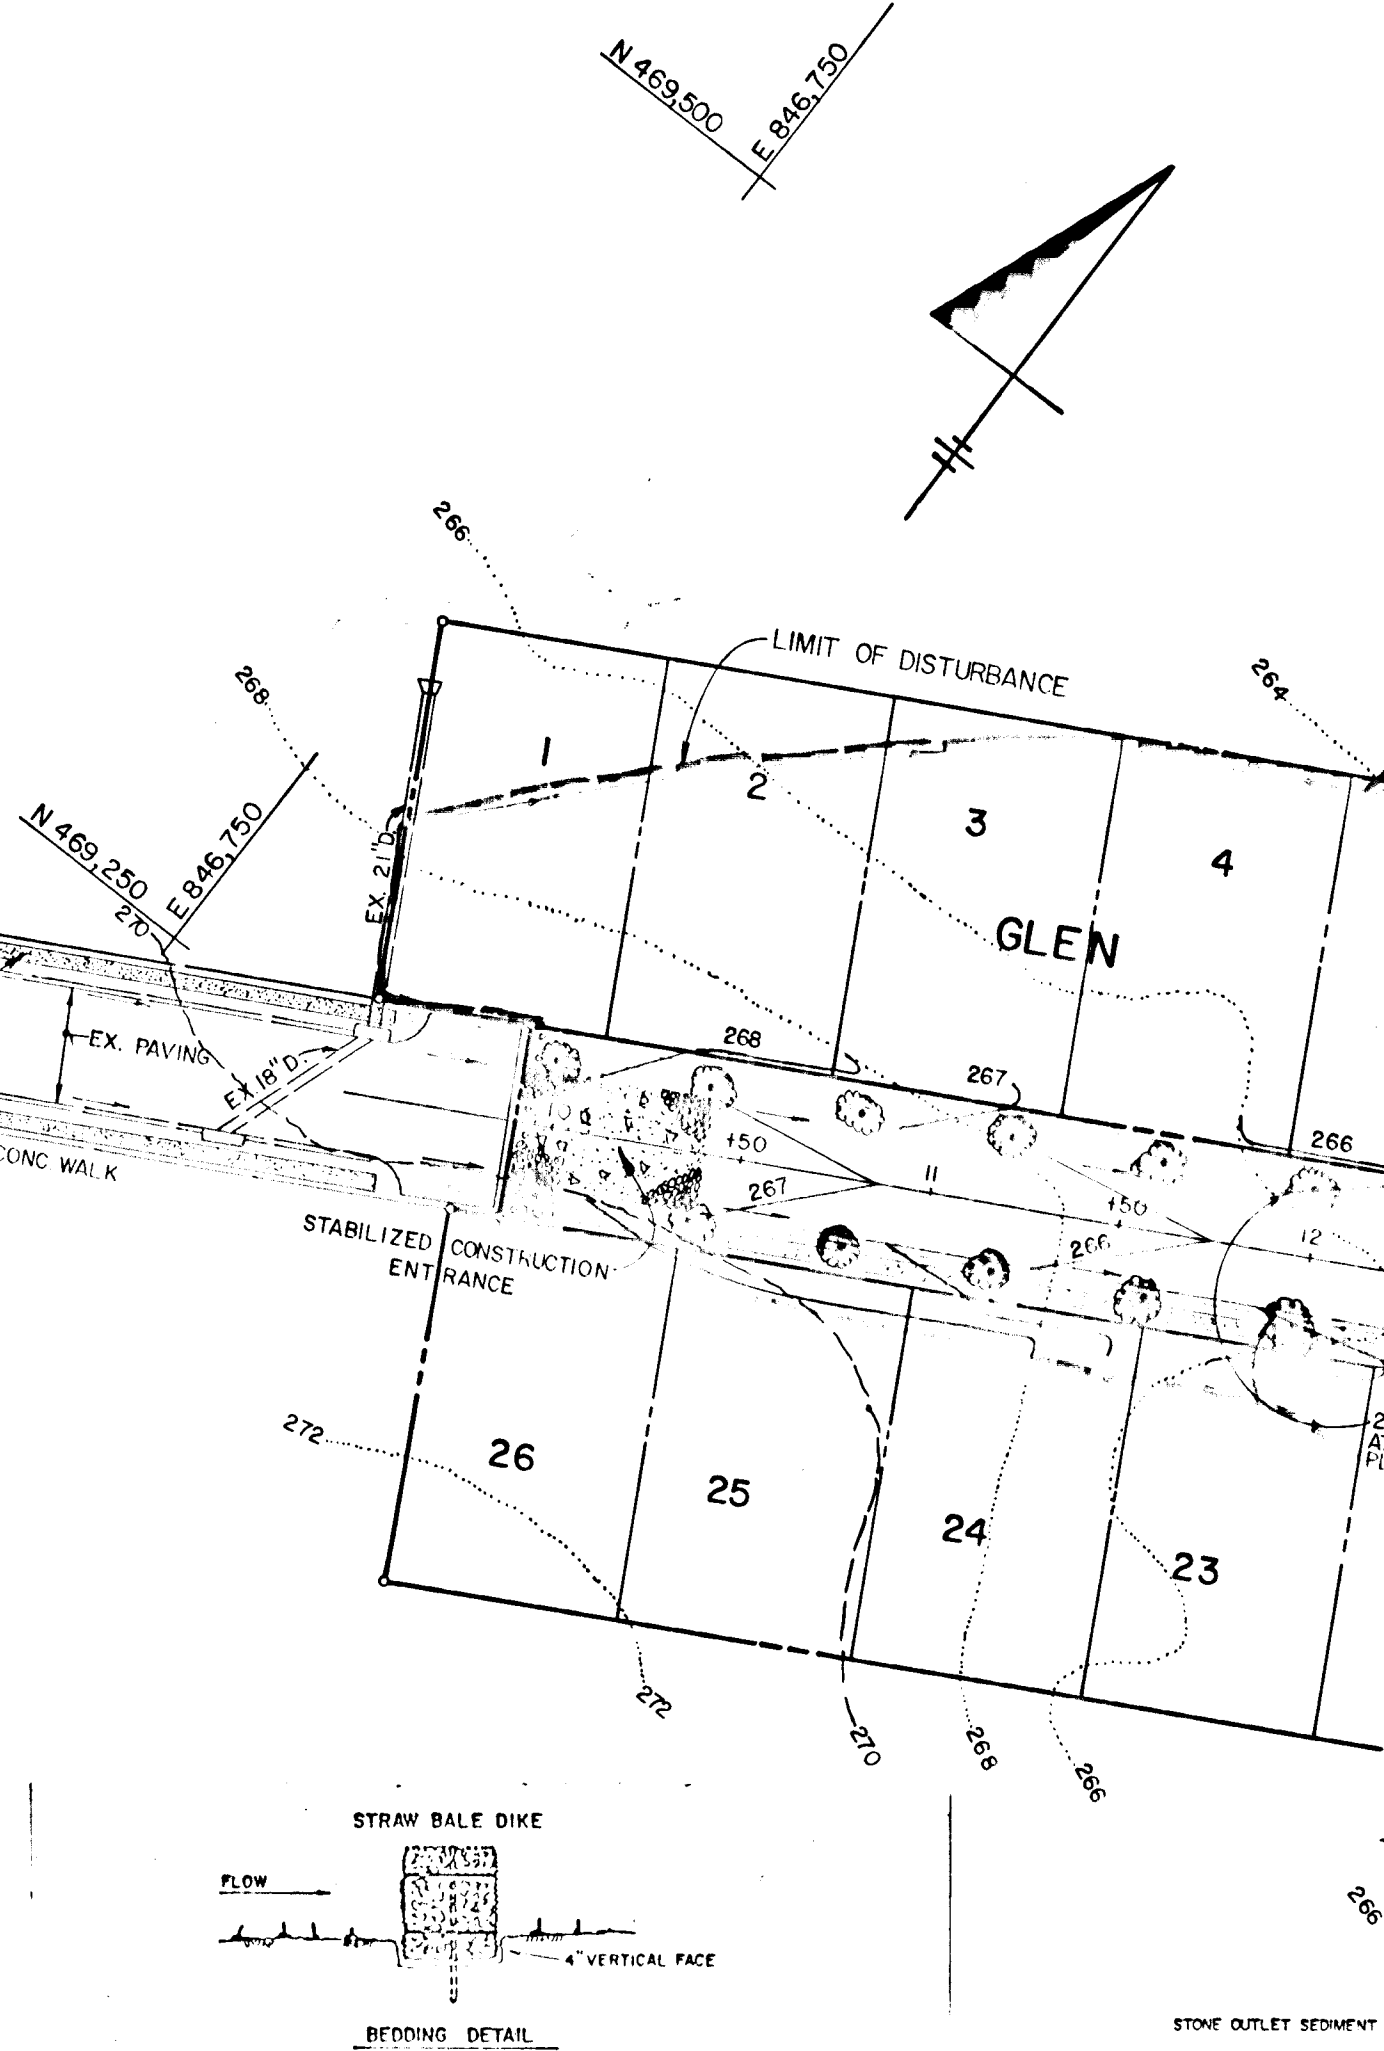 N 469,500
E 846,750
266
LIMIT OF DISTURBANCE
264
268
1
2
3
4
N 469,250
E 846,750
270
EX. 21"D.
GLEN
EX. PAVING
EX 18"D.
268
267
10
+50
11
266
CONC WALK
267
+50
266
12
STABILIZED CONSTRUCTION
ENTRANCE
272
26
25
24
23
272
270
268
266
STRAW BALE DIKE
FLOW
4" VERTICAL FACE
BEDDING DETAIL
266
STONE OUTLET SEDIMENT